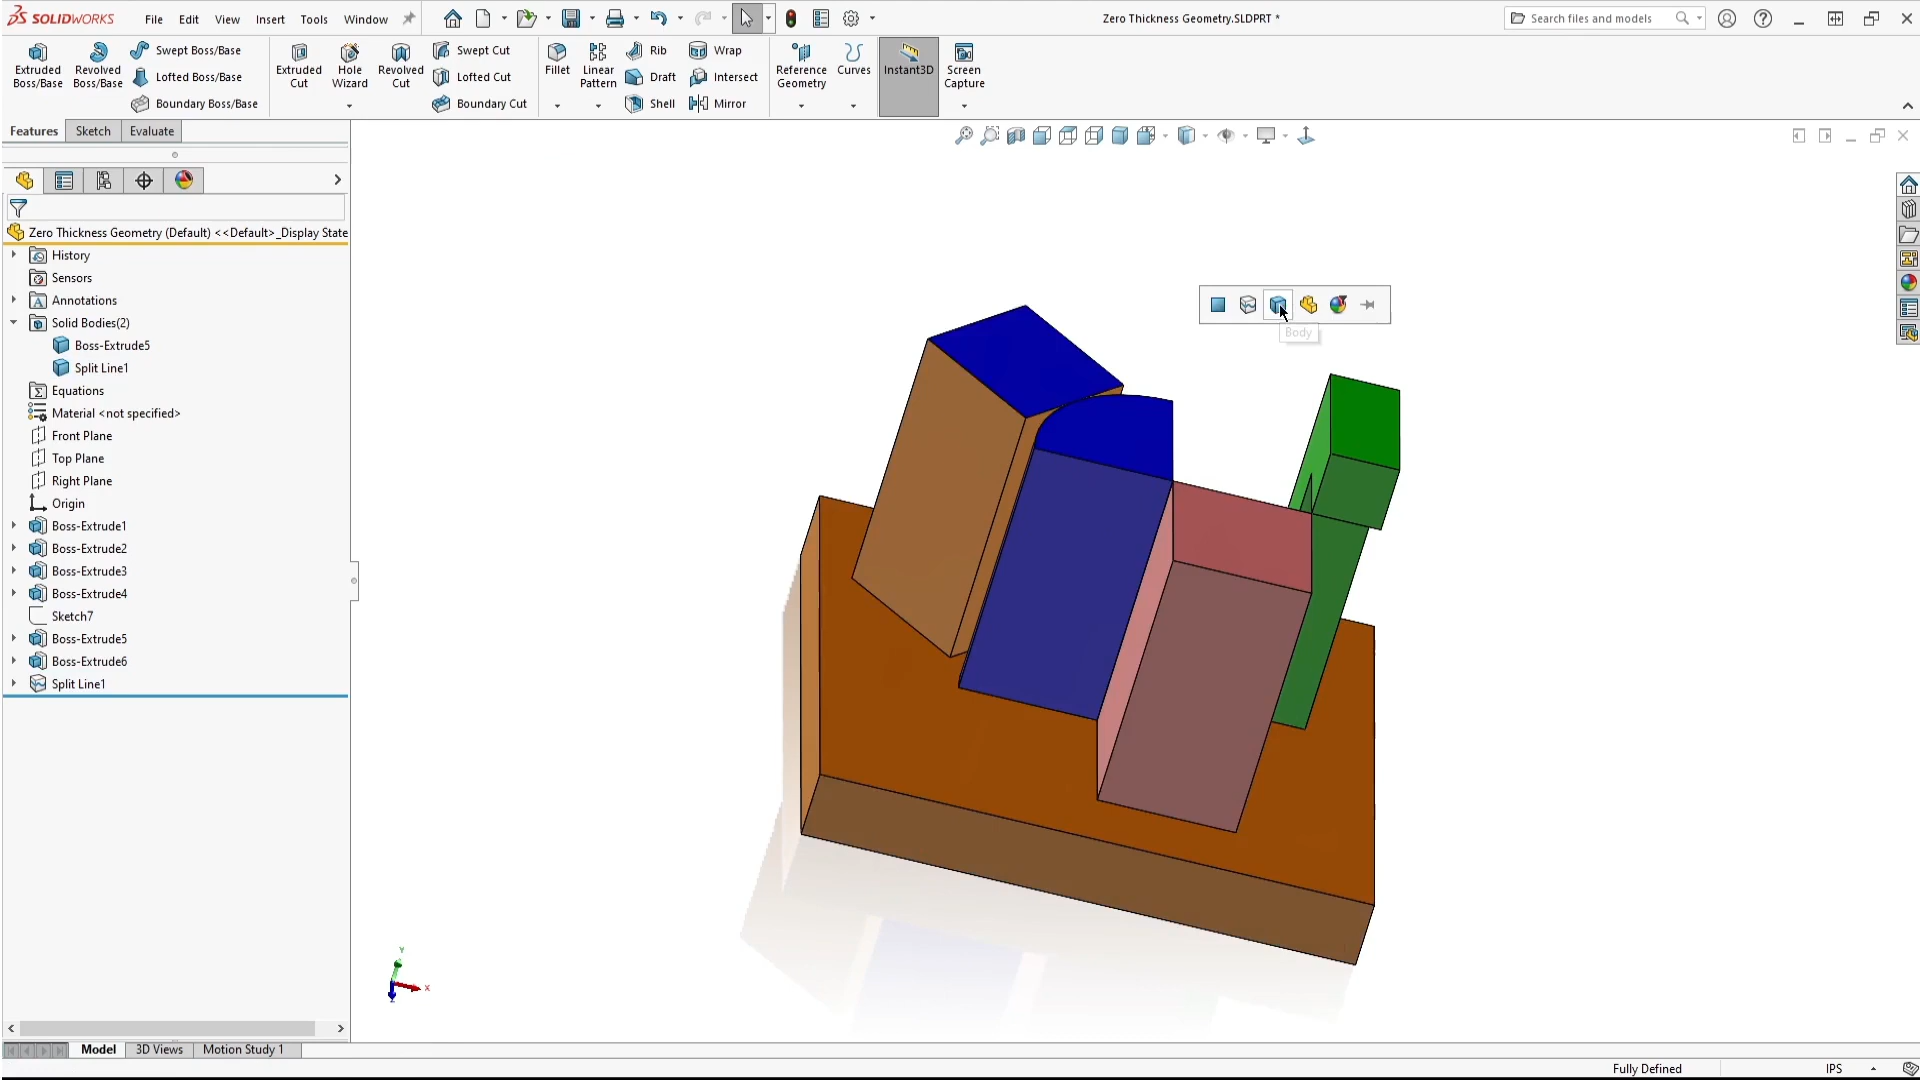 SOLIDWORKS File Edit View Insert Tools Window Zero Thickness Geometry.SLDPRT * Search files and models
Extruded Boss/Base
Revolved Boss/Base
Swept Boss/Base
Lofted Boss/Base
Boundary Boss/Base
Extruded Cut
Hole Wizard
Revolved Cut
Swept Cut
Lofted Cut
Boundary Cut
Fillet
Linear Pattern
Rib
Draft
Shell
Wrap
Intersect
Mirror
Reference Geometry
Curves
Instant3D
Screen Capture
Features Sketch Evaluate
Zero Thickness Geometry (Default) <<Default>_Display State
History
Sensors
Annotations
Solid Bodies(2)
Boss-Extrude5
Split Line1
Equations
Material <not specified>
Front Plane
Top Plane
Right Plane
Origin
Boss-Extrude1
Boss-Extrude2
Boss-Extrude3
Boss-Extrude4
Sketch7
Boss-Extrude5
Boss-Extrude6
Split Line1
Body
Y
X
Model 3D Views Motion Study 1
Fully Defined IPS